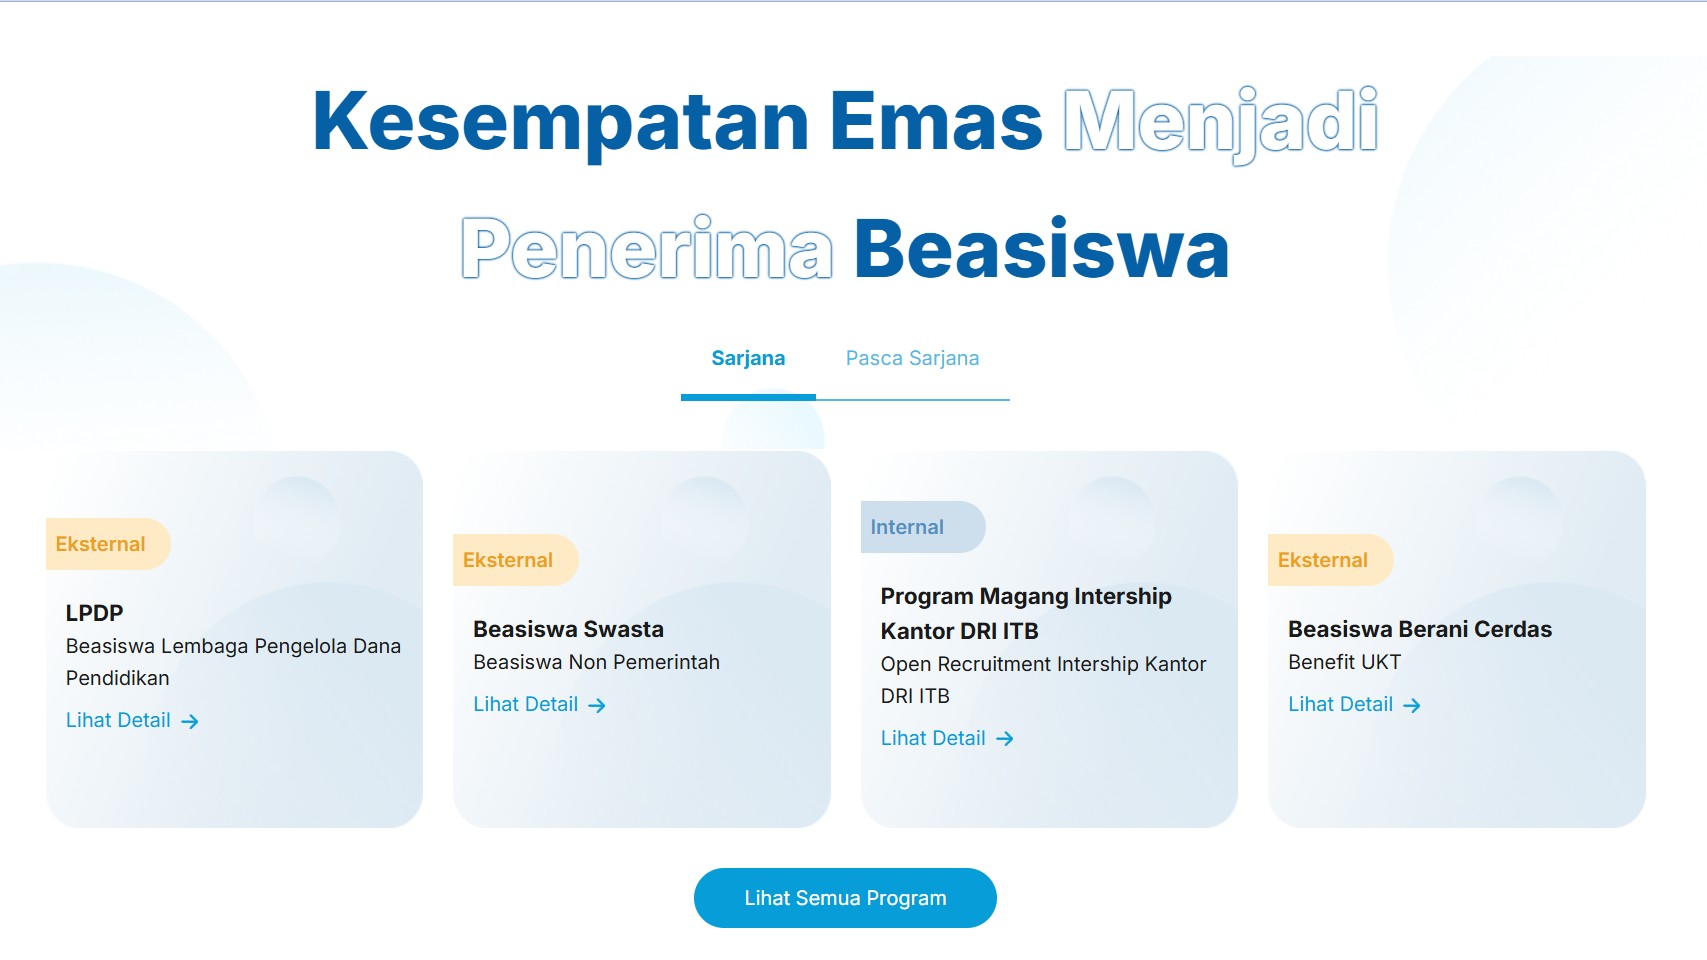 Kesempatan Emas Menjadi
Penerima Beasiswa
Sarjana
Pasca Sarjana
Eksternal
LPDP
Beasiswa Lembaga Pengelola Dana
Pendidikan
Lihat Detail →
Eksternal
Beasiswa Swasta
Beasiswa Non Pemerintah
Lihat Detail →
Internal
Program Magang Intership
Kantor DRI ITB
Open Recruitment Intership Kantor
DRI ITB
Lihat Detail →
Eksternal
Beasiswa Berani Cerdas
Benefit UKT
Lihat Detail →
Lihat Semua Program